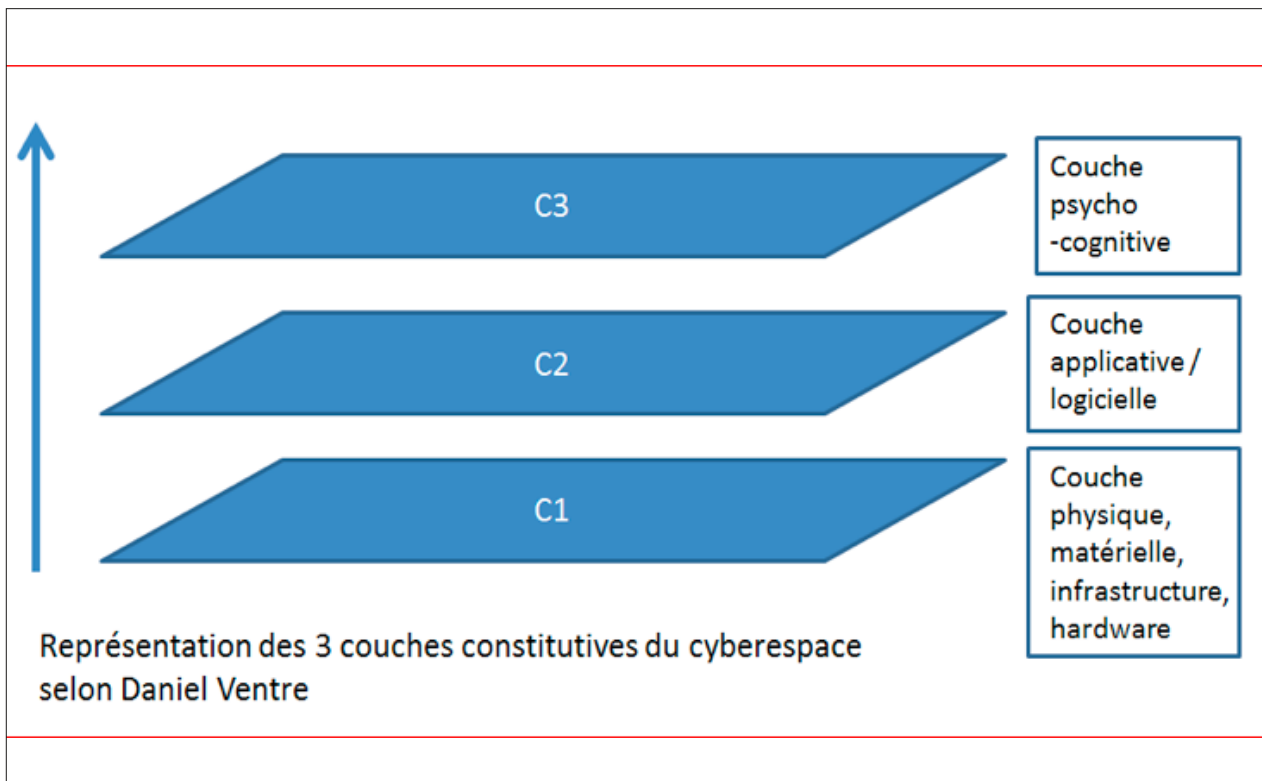 C3
Couche
psycho
-cognitive
C2
Couche
applicative /
logicielle
C1
Couche
physique,
matérielle,
infrastructure,
hardware
Représentation des 3 couches constitutives du cyberespace
selon Daniel Ventre